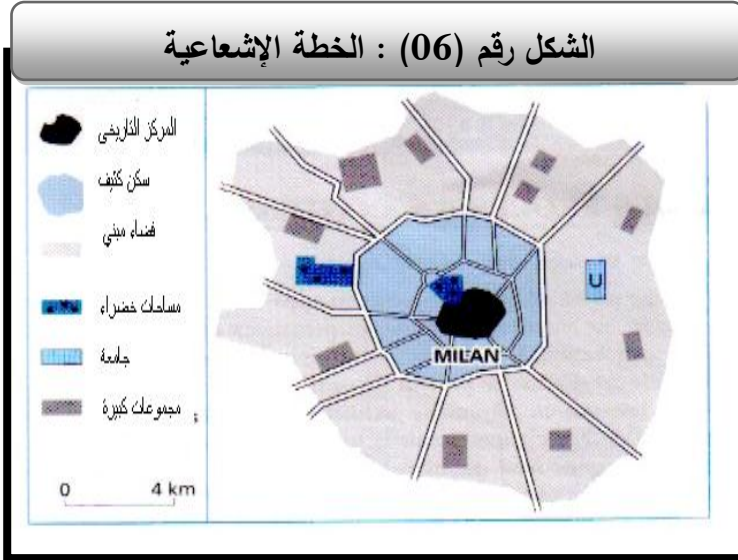 الشكل رقم (06) : الخطة الإشعاعية
المركز التاريخي
سكن كثيف
فضاء مبني
مساحات خضراء
جامعة
مجموعات كبيرة
0 4 km
U
MILAN